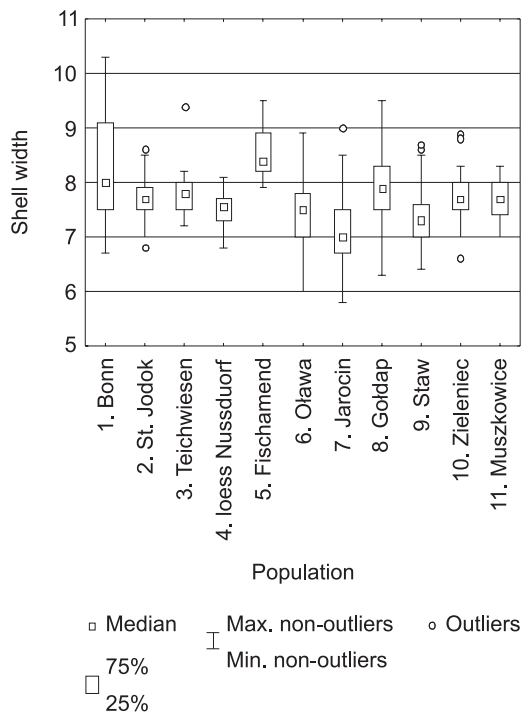 Shell width
11
10
9
8
7
6
5
1. Bonn
2. St. Jodok
3. Teichwiesen
4. loess Nussduorf
5. Fischamend
6. Oława
7. Jarocin
8. Gołdap
9. Staw
10. Zieleniec
11. Muszkowice
Population
Median
Max. non-outliers
Min. non-outliers
Outliers
75%
25%